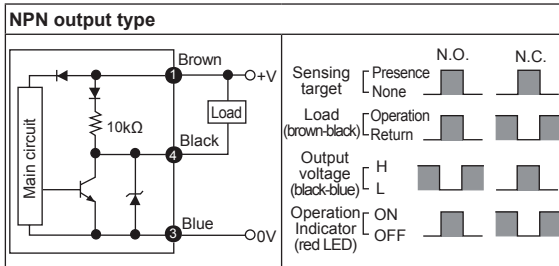 NPN output type
Brown
1
+V
Load
10kΩ
Main circuit
Black
4
Blue
3
0V
N.O.
N.C.
Sensing target
Presence
None
Load
(brown-black)
Operation
Return
Output voltage
(black-blue)
H
L
Operation Indicator
(red LED)
ON
OFF